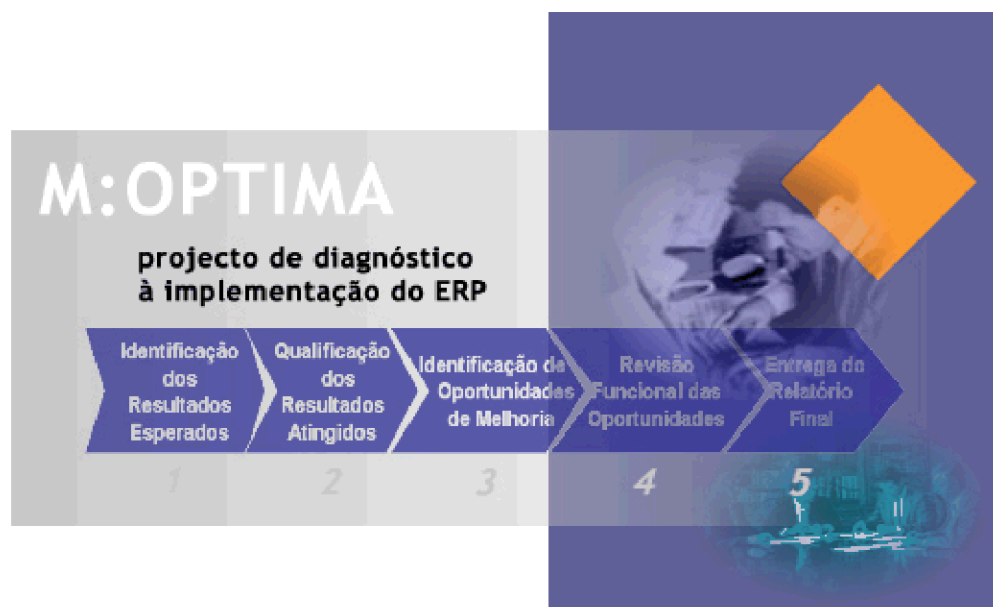 M:OPTIMA
projecto de diagnóstico
à implementação do ERP
Identificação
dos
Resultados
Esperados
Qualificação
dos
Resultados
Atingidos
Identificação de
Oportunidades
de Melhoria
Revisão
Funcional das
Oportunidades
Entrega do
Relatório
Final
1
2
3
4
5